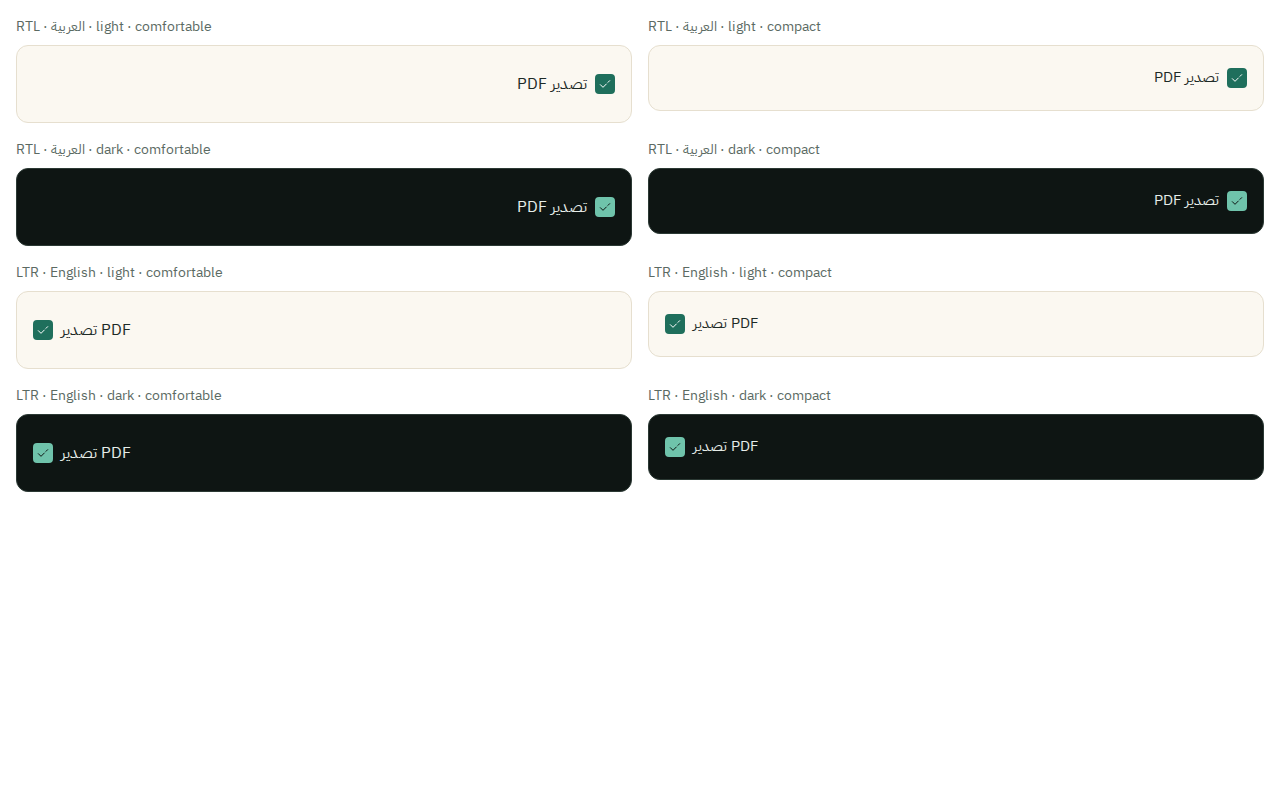 RTL · العربية · light · comfortable
تصدير PDF
RTL · العربية · light · compact
تصدير PDF
RTL · العربية · dark · comfortable
تصدير PDF
RTL · العربية · dark · compact
تصدير PDF
LTR · English · light · comfortable
تصدير PDF
LTR · English · light · compact
تصدير PDF
LTR · English · dark · comfortable
تصدير PDF
LTR · English · dark · compact
تصدير PDF